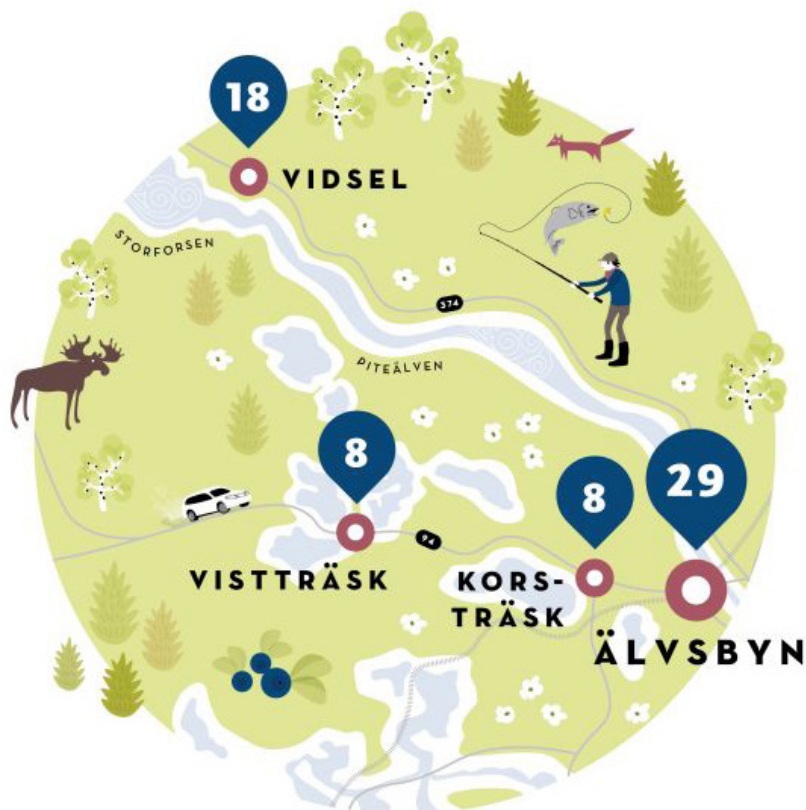 18
VIDSEL
STORFORSEN
374
PITEÄLVEN
8
94
VISTTRÄSK
8
KORS-
TRÄSK
29
ÄLVSBYN